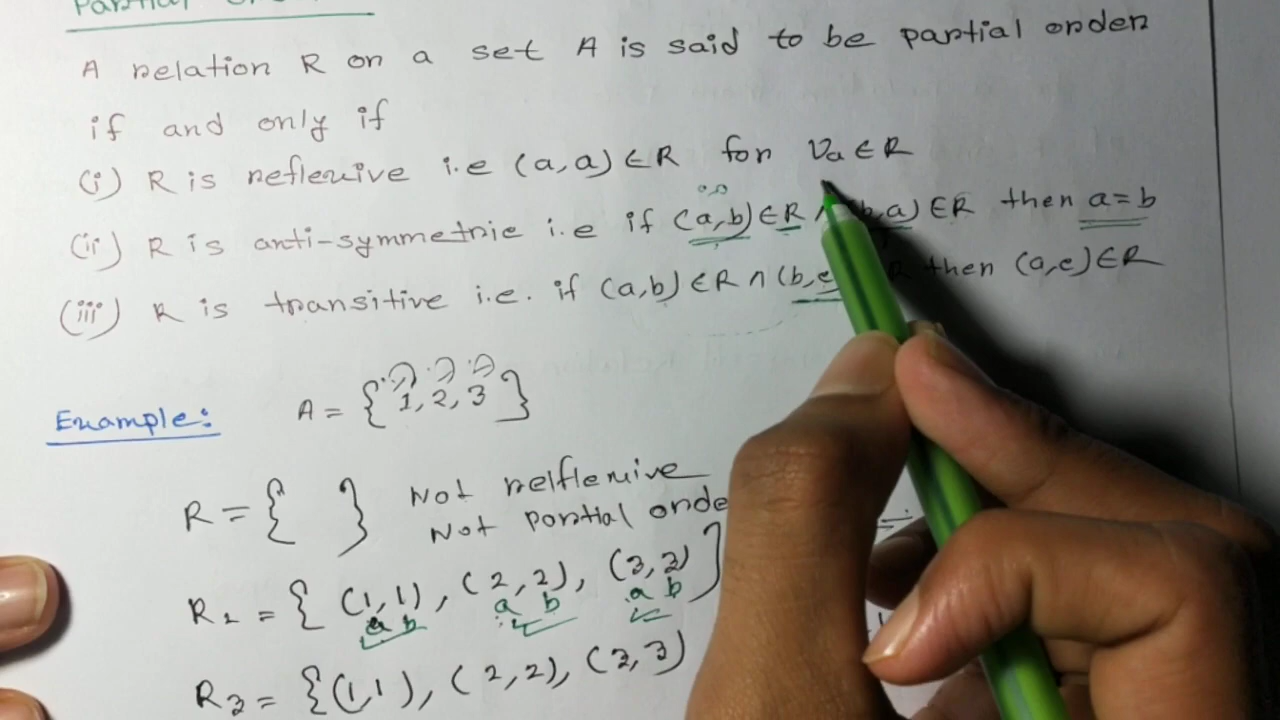 Partial
A relation R on a set A is said to be partial order
if and only if
(i) R is reflexive i.e (a,a) ∈ R for ∀a ∈ R
(ii) R is anti-symmetric i.e if (a,b) ∈ R ∧ b,a) ∈ R then a=b
(iii) R is transitive i.e. if (a,b) ∈ R ∧ (b,c then (a,c) ∈ R
Example: A = {1, 2, 3}
R = { } Not relflexive
Not partial orde
R₁ = { (1,1), (2,2), (3,3) }
a b a b a b
R₂ = {(1,1), (2,2), (3,3)